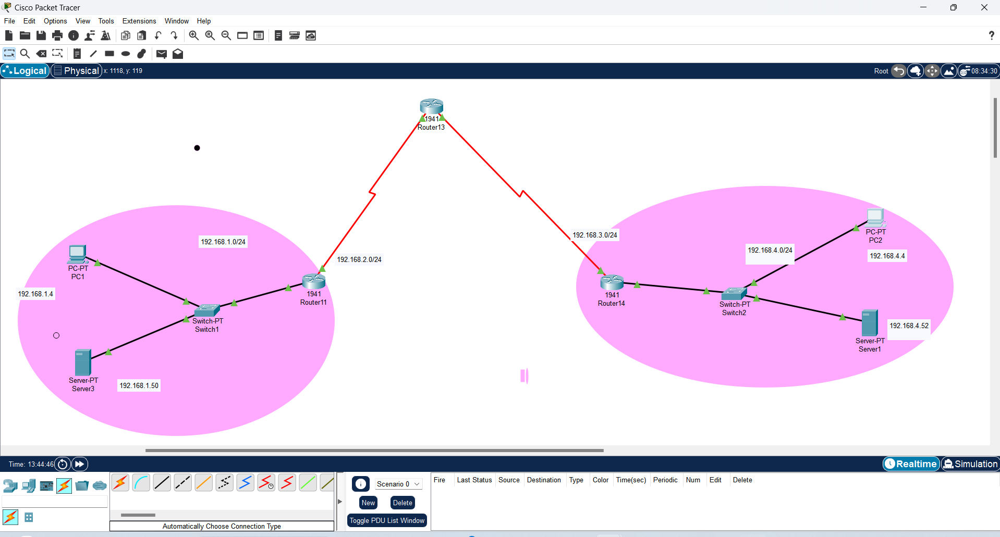 Cisco Packet Tracer
File Edit Options View Tools Extensions Window Help
?
Logical Physical x: 1118, y: 119 Root 08:34:30
1941
Router13
192.168.1.0/24
192.168.2.0/24
PC-PT
PC1
192.168.1.4
1941
Router11
Switch-PT
Switch1
Server-PT
Server3
192.168.1.50
192.168.3.0/24
192.168.4.0/24
PC-PT
PC2
192.168.4.4
1941
Router14
Switch-PT
Switch2
192.168.4.52
Server-PT
Server1
Time: 13:44:46 Realtime Simulation
Scenario 0
New Delete
Toggle PDU List Window
Fire Last Status Source Destination Type Color Time(sec) Periodic Num Edit Delete
Automatically Choose Connection Type